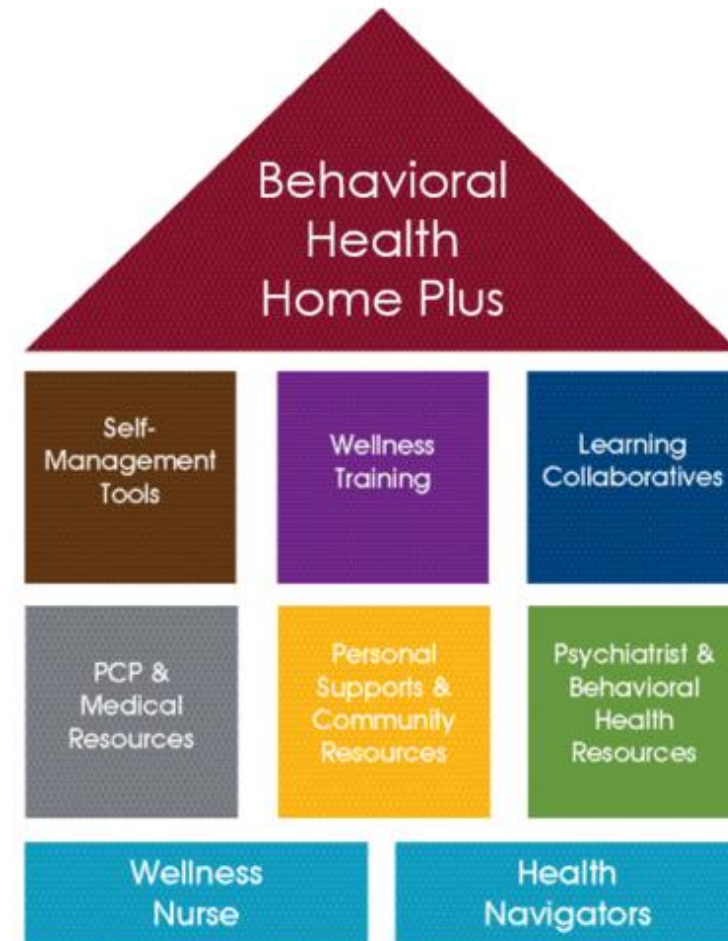 Behavioral
Health
Home Plus
Self-
Management
Tools
Wellness
Training
Learning
Collaboratives
PCP &
Medical
Resources
Personal
Supports &
Community
Resources
Psychiatrist &
Behavioral
Health
Resources
Wellness
Nurse
Health
Navigators